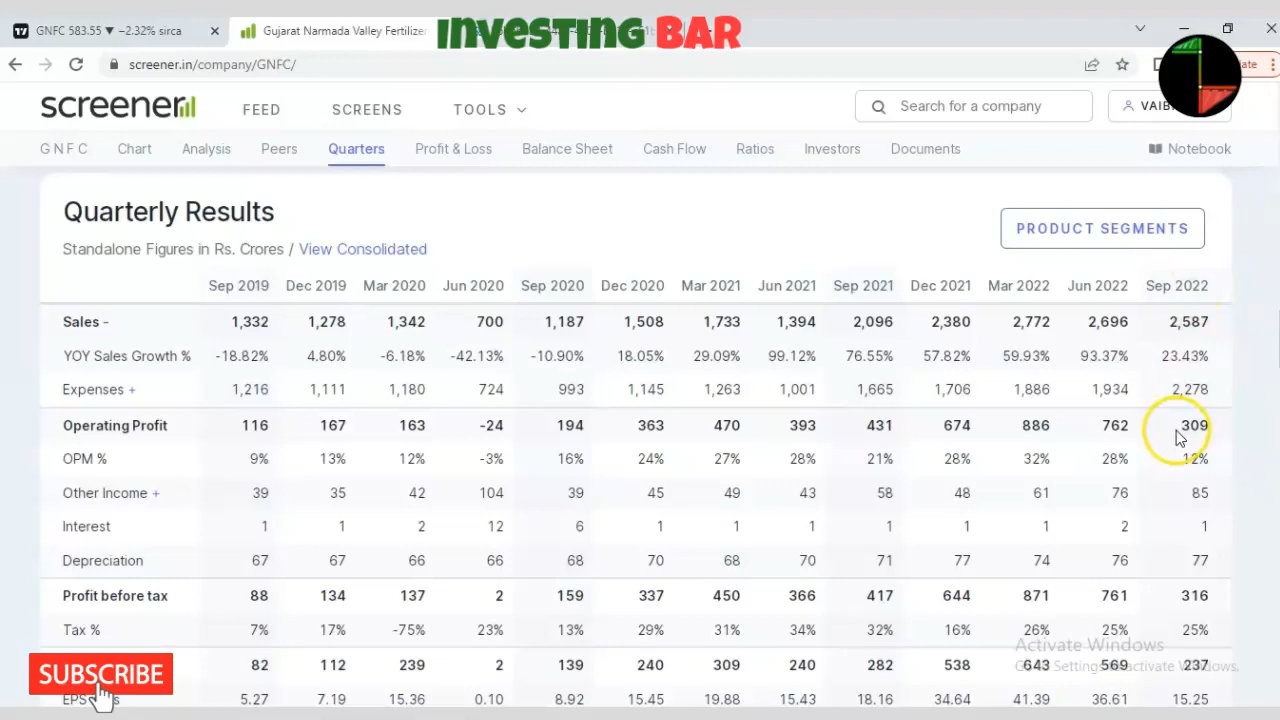 INVESTING BAR
GNFC 583.55 ▼ −2.32% sirca
Gujarat Narmada Valley Fertilize
screener.in/company/GNFC/
screener
FEED SCREENS TOOLS
Search for a company
VAIB
G N F C Chart Analysis Peers Quarters Profit & Loss Balance Sheet Cash Flow Ratios Investors Documents Notebook
Quarterly Results
PRODUCT SEGMENTS
Standalone Figures in Rs. Crores / View Consolidated
Sep 2019 Dec 2019 Mar 2020 Jun 2020 Sep 2020 Dec 2020 Mar 2021 Jun 2021 Sep 2021 Dec 2021 Mar 2022 Jun 2022 Sep 2022
Sales - 1,332 1,278 1,342 700 1,187 1,508 1,733 1,394 2,096 2,380 2,772 2,696 2,587
YOY Sales Growth % -18.82% 4.80% -6.18% -42.13% -10.90% 18.05% 29.09% 99.12% 76.55% 57.82% 59.93% 93.37% 23.43%
Expenses + 1,216 1,111 1,180 724 993 1,145 1,263 1,001 1,665 1,706 1,886 1,934 2,278
Operating Profit 116 167 163 -24 194 363 470 393 431 674 886 762 309
OPM % 9% 13% 12% -3% 16% 24% 27% 28% 21% 28% 32% 28% 12%
Other Income + 39 35 42 104 39 45 49 43 58 48 61 76 85
Interest 1 1 2 12 6 1 1 1 1 1 1 2 1
Depreciation 67 67 66 66 68 70 68 70 71 77 74 76 77
Profit before tax 88 134 137 2 159 337 450 366 417 644 871 761 316
Tax % 7% 17% -75% 23% 13% 29% 31% 34% 32% 16% 26% 25% 25%
Activate Windows
82 112 239 2 139 240 309 240 282 538 643 569 237
SUBSCRIBE
EPS 5.27 7.19 15.36 0.10 8.92 15.45 19.88 15.43 18.16 34.64 41.39 36.61 15.25